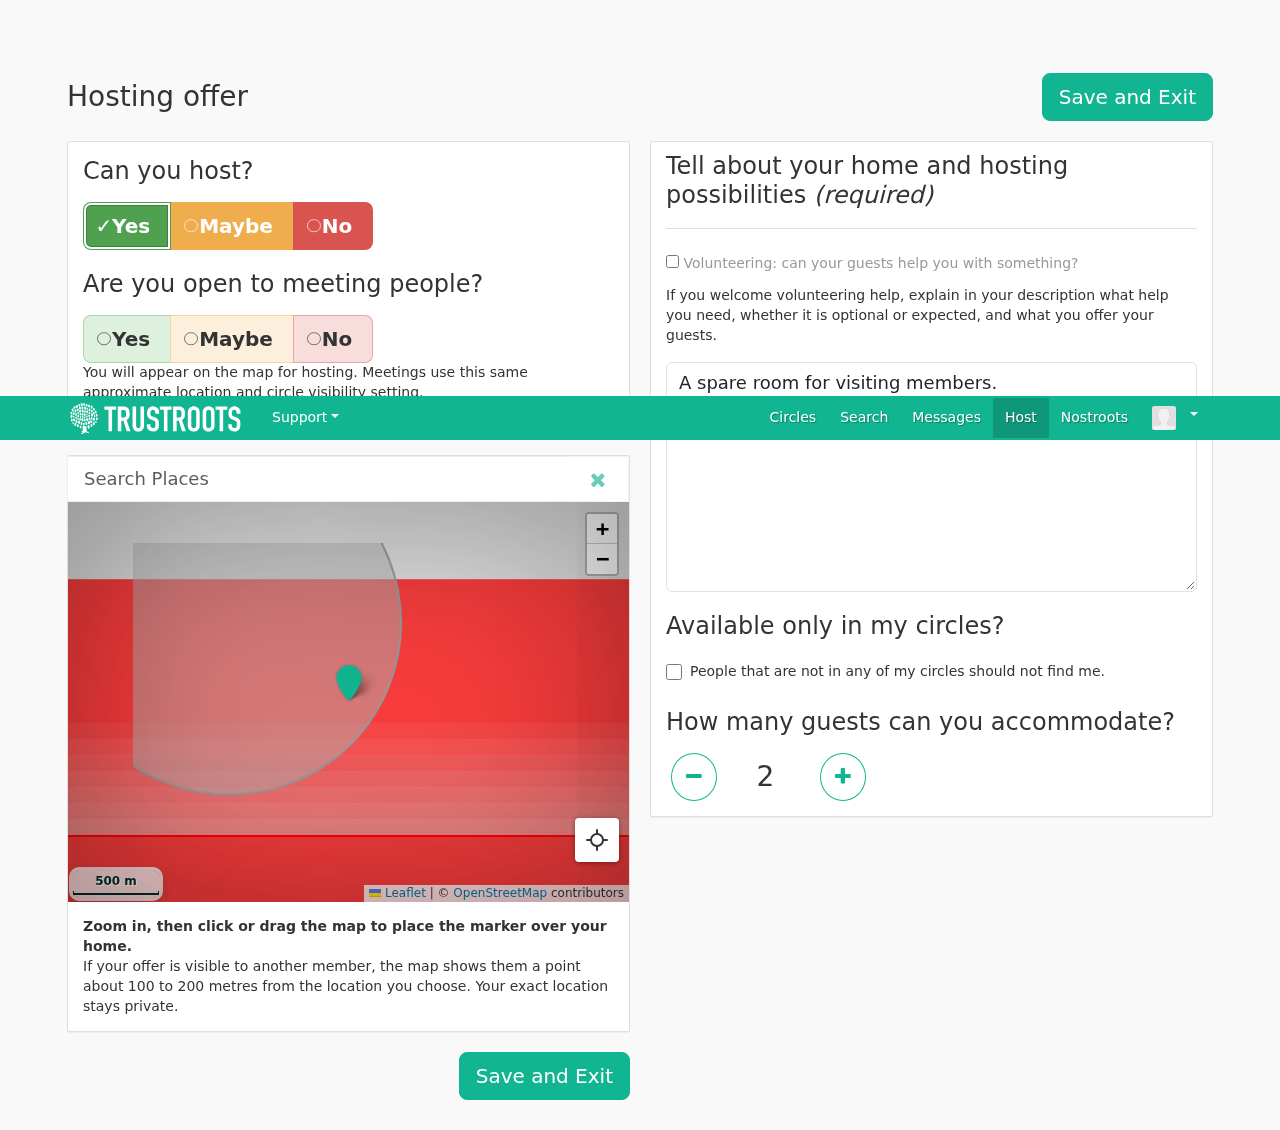 Hosting offer
Save and Exit
Can you host?
✓Yes
Maybe
No
Are you open to meeting people?
Yes
Maybe
No
You will appear on the map for hosting. Meetings use this same
approximate location and circle visibility setting.
Tell about your home and hosting
possibilities (required)
Volunteering: can your guests help you with something?
If you welcome volunteering help, explain in your description what help
you need, whether it is optional or expected, and what you offer your
guests.
A spare room for visiting members.
TRUSTROOTS
Support
Circles
Search
Messages
Host
Nostroots
Search Places
+
−
500 m
Leaflet | © OpenStreetMap contributors
Zoom in, then click or drag the map to place the marker over your
home.
If your offer is visible to another member, the map shows them a point
about 100 to 200 metres from the location you choose. Your exact location
stays private.
Available only in my circles?
People that are not in any of my circles should not find me.
How many guests can you accommodate?
2
Save and Exit